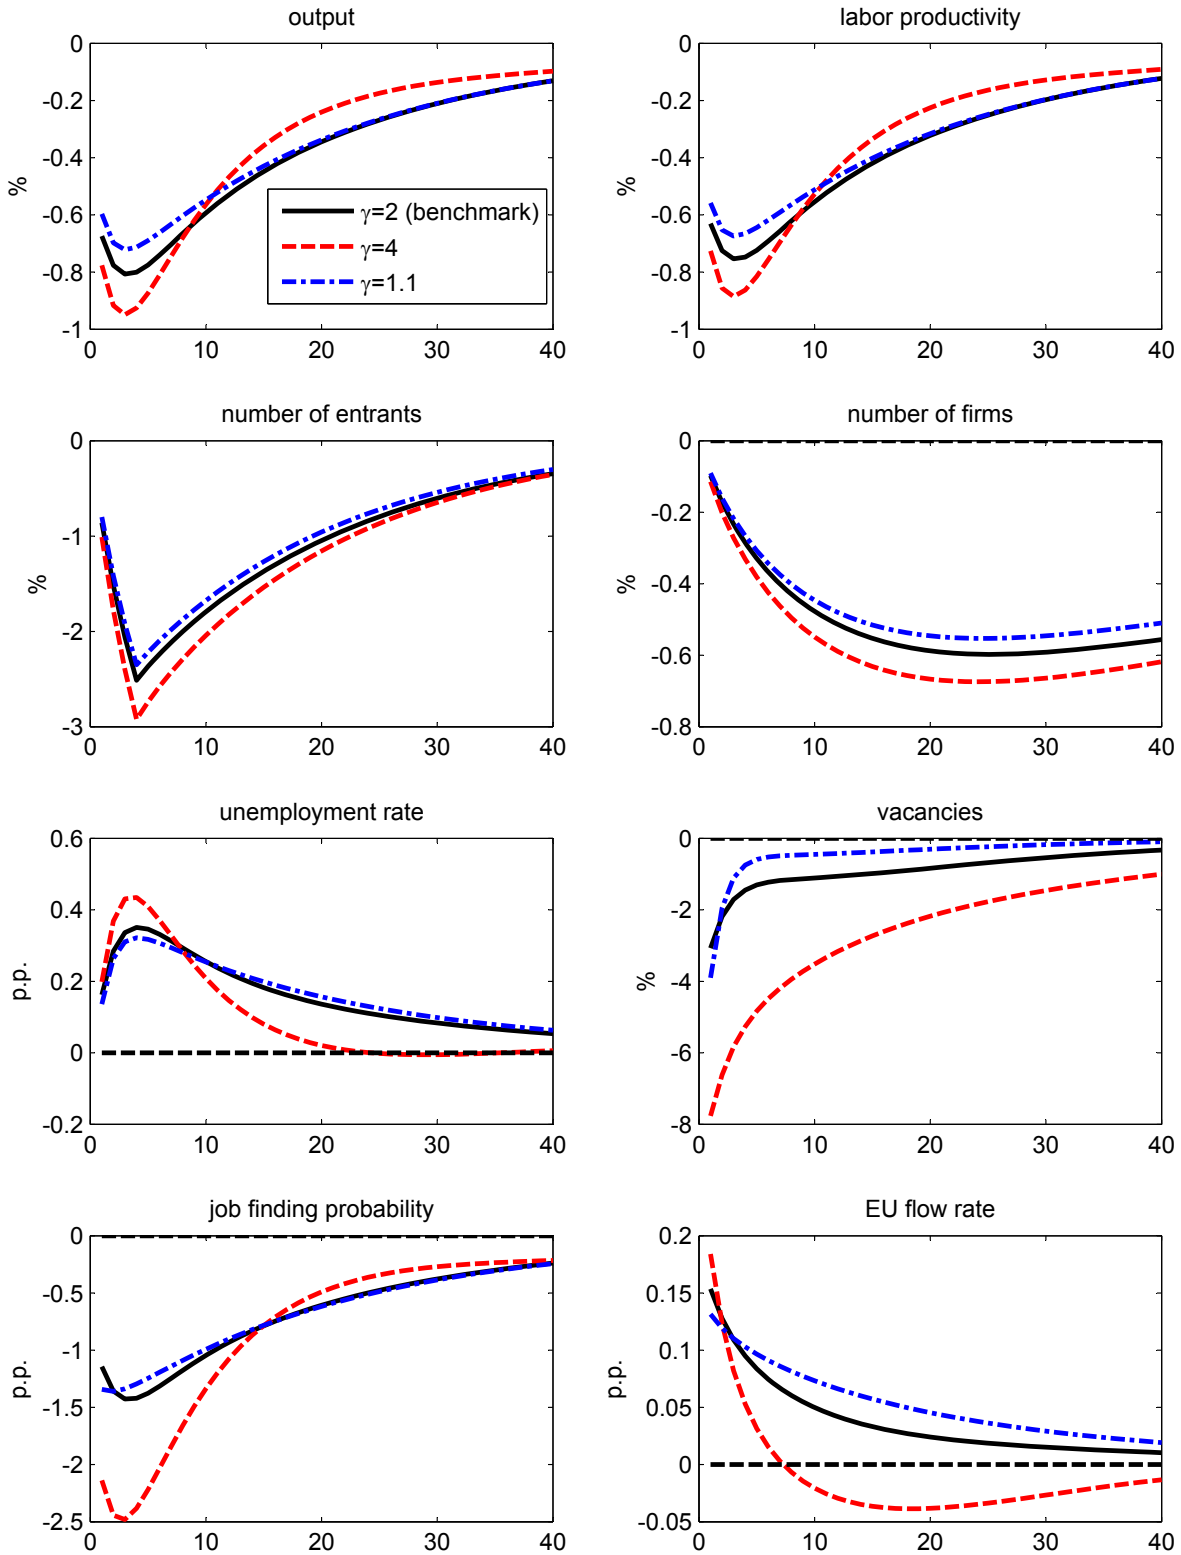 output
labor productivity
0
-0.2
-0.4
-0.6
-0.8
-1
%
γ=2 (benchmark)
γ=4
γ=1.1
0 10 20 30 40
0
-0.2
-0.4
-0.6
-0.8
-1
%
0 10 20 30 40
number of entrants
number of firms
0
-1
-2
-3
%
0 10 20 30 40
0
-0.2
-0.4
-0.6
-0.8
%
0 10 20 30 40
unemployment rate
vacancies
0.6
0.4
0.2
0
-0.2
p.p.
0 10 20 30 40
0
-2
-4
-6
-8
%
0 10 20 30 40
job finding probability
EU flow rate
0
-0.5
-1
-1.5
-2
-2.5
p.p.
0 10 20 30 40
0.2
0.15
0.1
0.05
0
-0.05
p.p.
0 10 20 30 40